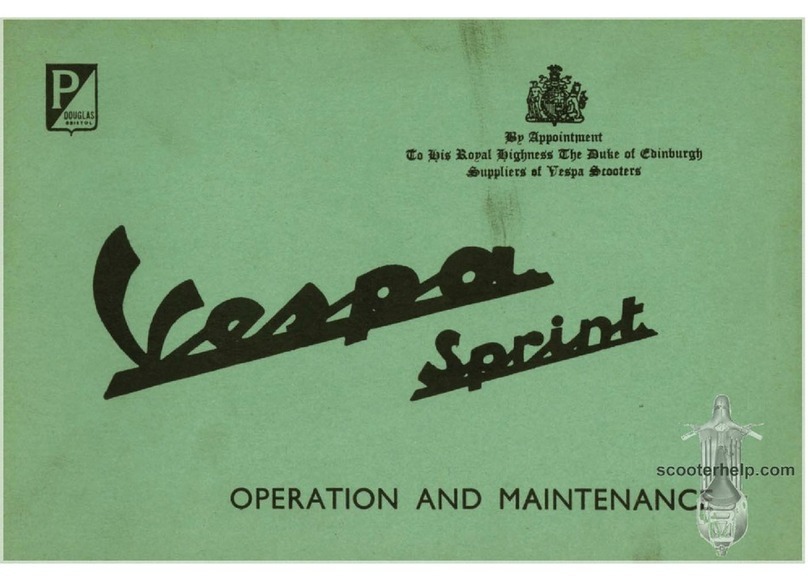 P
DOUGLAS
BRISTOL
By Appointment
To His Royal Highness The Duke of Edinburgh
Suppliers of Vespa Scooters
Vespa
Sprint
scooterhelp.com
OPERATION AND MAINTENANCE